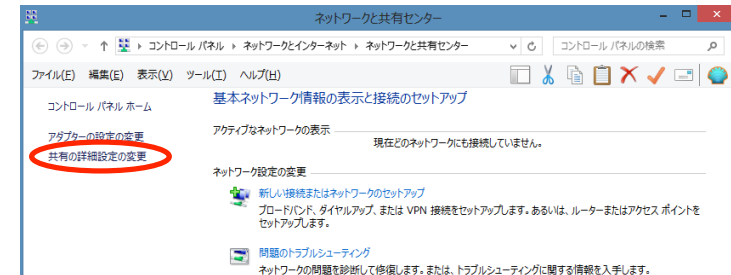 ネットワークと共有センター
コントロール パネル ネットワークとインターネット ネットワークと共有センター コントロール パネルの検索
ファイル(F) 編集(E) 表示(V) ツール(T) ヘルプ(H)
コントロール パネル ホーム
アダプターの設定の変更
共有の詳細設定の変更
基本ネットワーク情報の表示と接続のセットアップ
アクティブなネットワークの表示
現在どのネットワークにも接続していません。
ネットワーク設定の変更
新しい接続またはネットワークのセットアップ
ブロードバンド、ダイヤルアップ、または VPN 接続をセットアップします。あるいは、ルーターまたはアクセス ポイントを
セットアップします。
問題のトラブルシューティング
ネットワークの問題を診断して修復します。または、トラブルシューティングに関する情報を入手します。